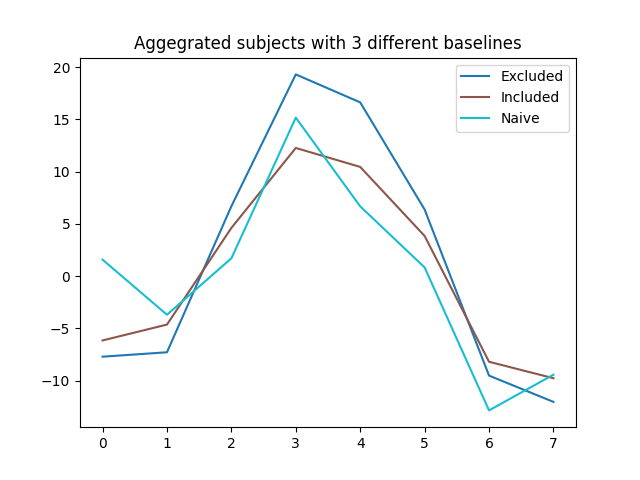 Aggegrated subjects with 3 different baselines
20
15
10
5
0
−5
−10
Excluded
Included
Naive
0 1 2 3 4 5 6 7